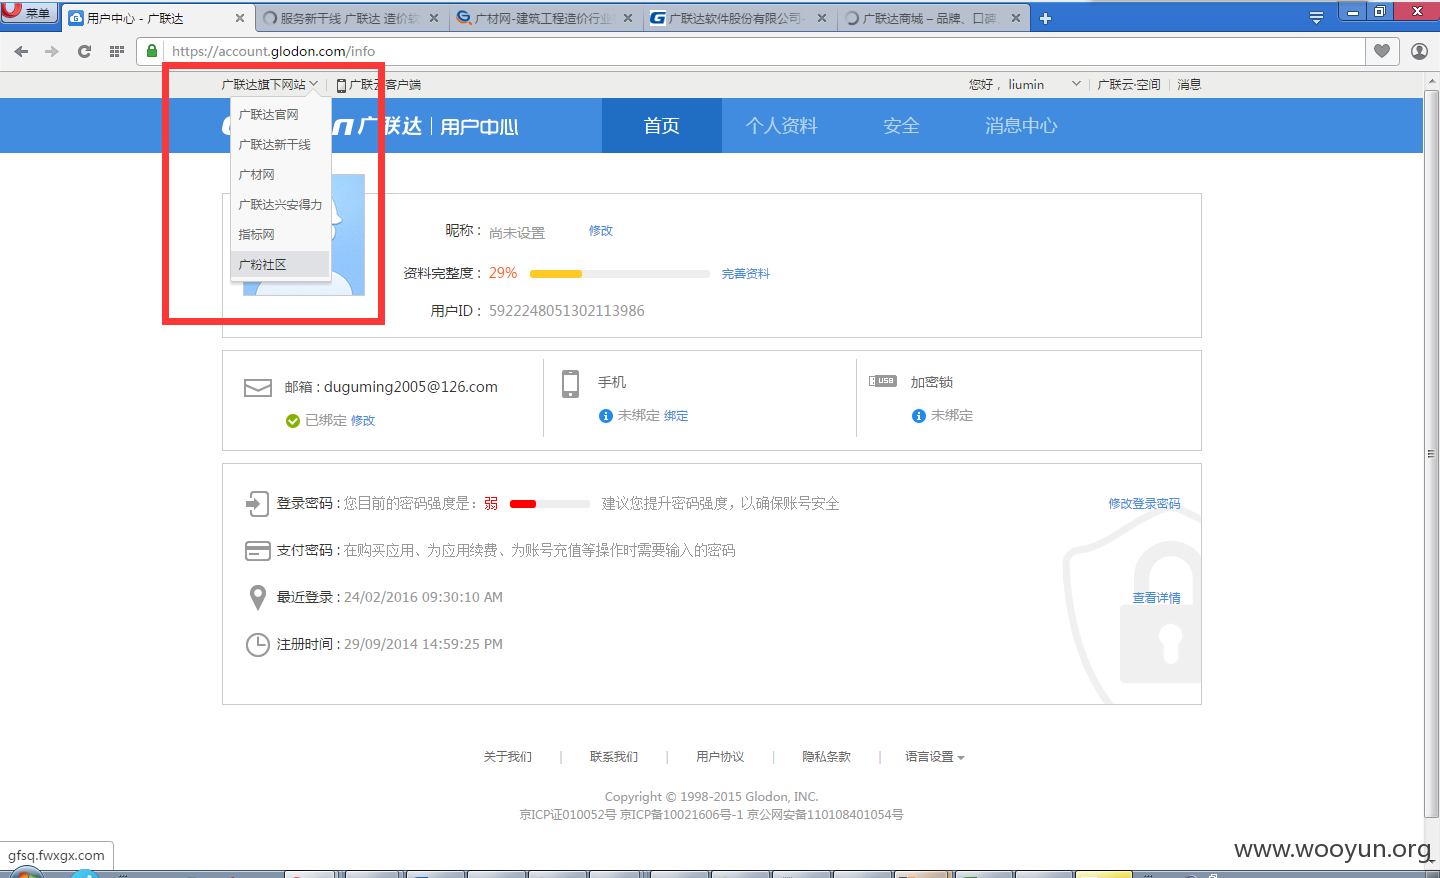 菜单
用户中心 - 广联达
服务新干线 广联达 造价软
广材网-建筑工程造价行业
广联达软件股份有限公司-
广联达商城 – 品牌、口碑
https://account.glodon.com/info
广联达旗下网站
广联云客户端
您好，liumin
广联云·空间
消息
广联达官网
广联达新干线
广材网
广联达兴安得力
指标网
广粉社区
广联达
用户中心
首页
个人资料
安全
消息中心
昵称：
尚未设置
修改
资料完整度：
29%
完善资料
用户ID：
5922248051302113986
邮箱 : duguming2005@126.com
已绑定 修改
手机
未绑定 绑定
USB
加密锁
未绑定
登录密码 : 您目前的密码强度是：弱
建议您提升密码强度，以确保账号安全
修改登录密码
支付密码 : 在购买应用、为应用续费、为账号充值等操作时需要输入的密码
最近登录 : 24/02/2016 09:30:10 AM
查看详情
注册时间 : 29/09/2014 14:59:25 PM
关于我们 | 联系我们 | 用户协议 | 隐私条款 | 语言设置
Copyright © 1998-2015 Glodon, INC.
京ICP证010052号 京ICP备10021606号-1 京公网安备110108401054号
gfsq.fwxgx.com
www.wooyun.org